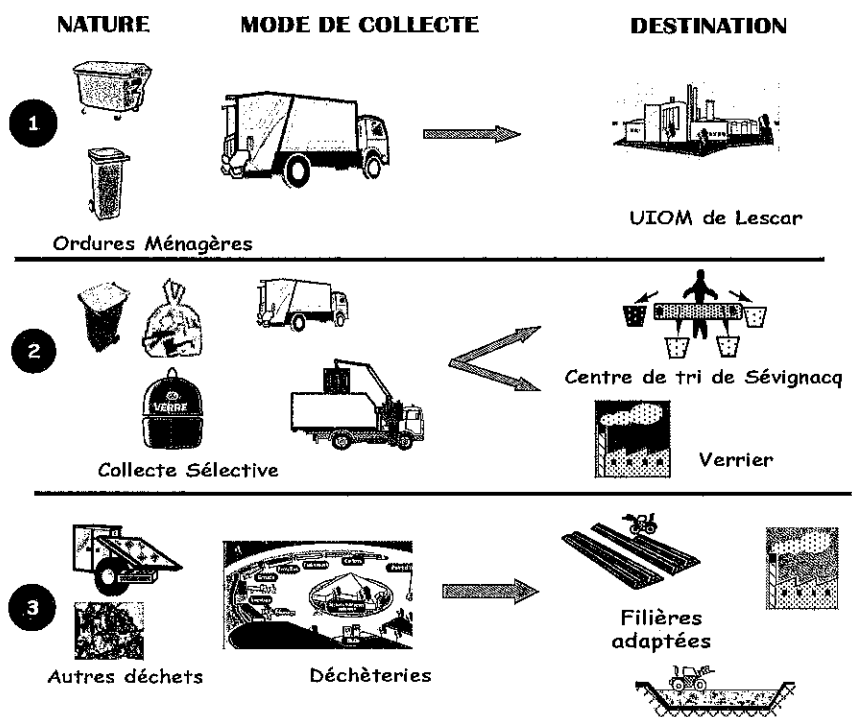 NATURE MODE DE COLLECTE DESTINATION
1
Ordures Ménagères
UIOM de Lescar
2
VERRE
Collecte Sélective
Centre de tri de Sévignacq
Verrier
3
Autres déchets
Déchèteries
Filières
adaptées